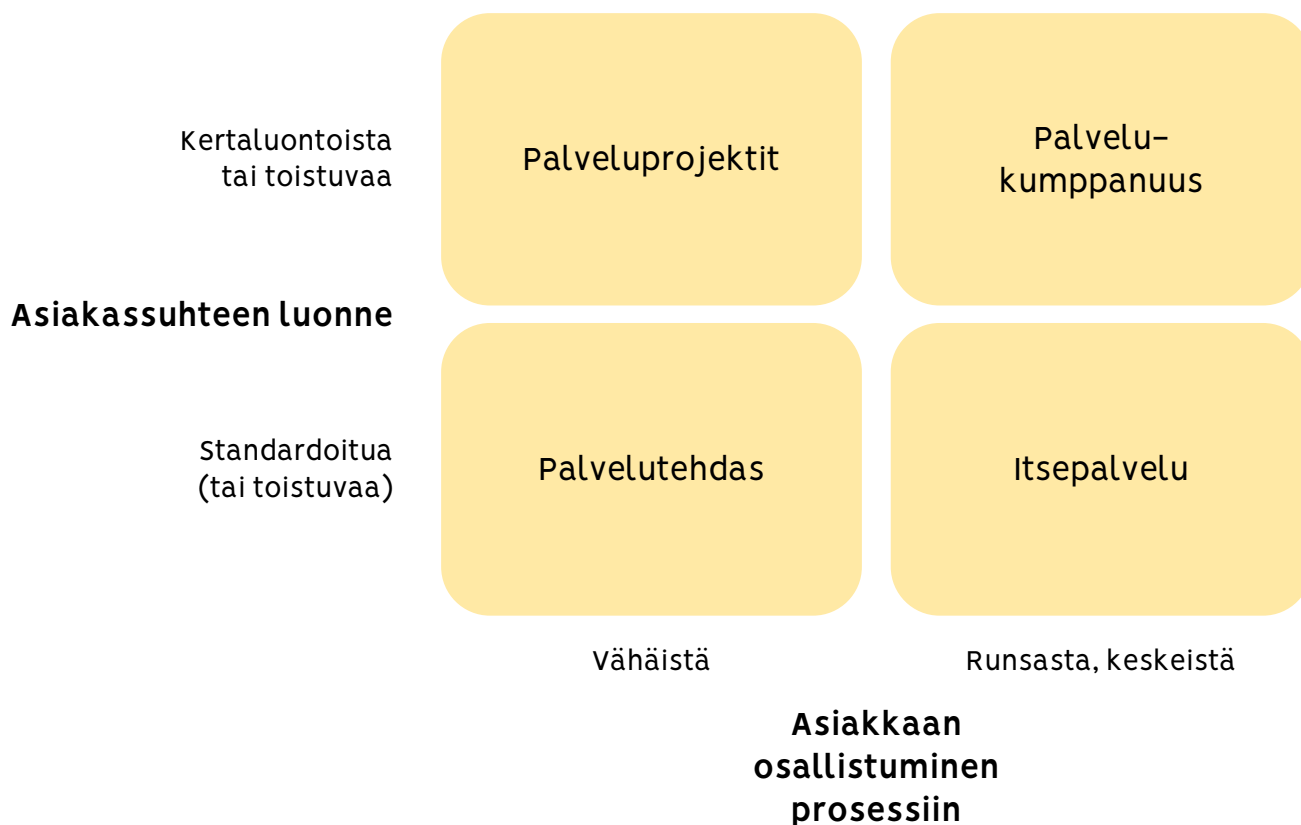 Kertaluontoista
tai toistuvaa
Palveluprojektit
Palvelu-
kumppanuus
Asiakassuhteen luonne
Standardoitua
(tai toistuvaa)
Palvelutehdas
Itsepalvelu
Vähäistä
Runsasta, keskeistä
Asiakkaan
osallistuminen
prosessiin